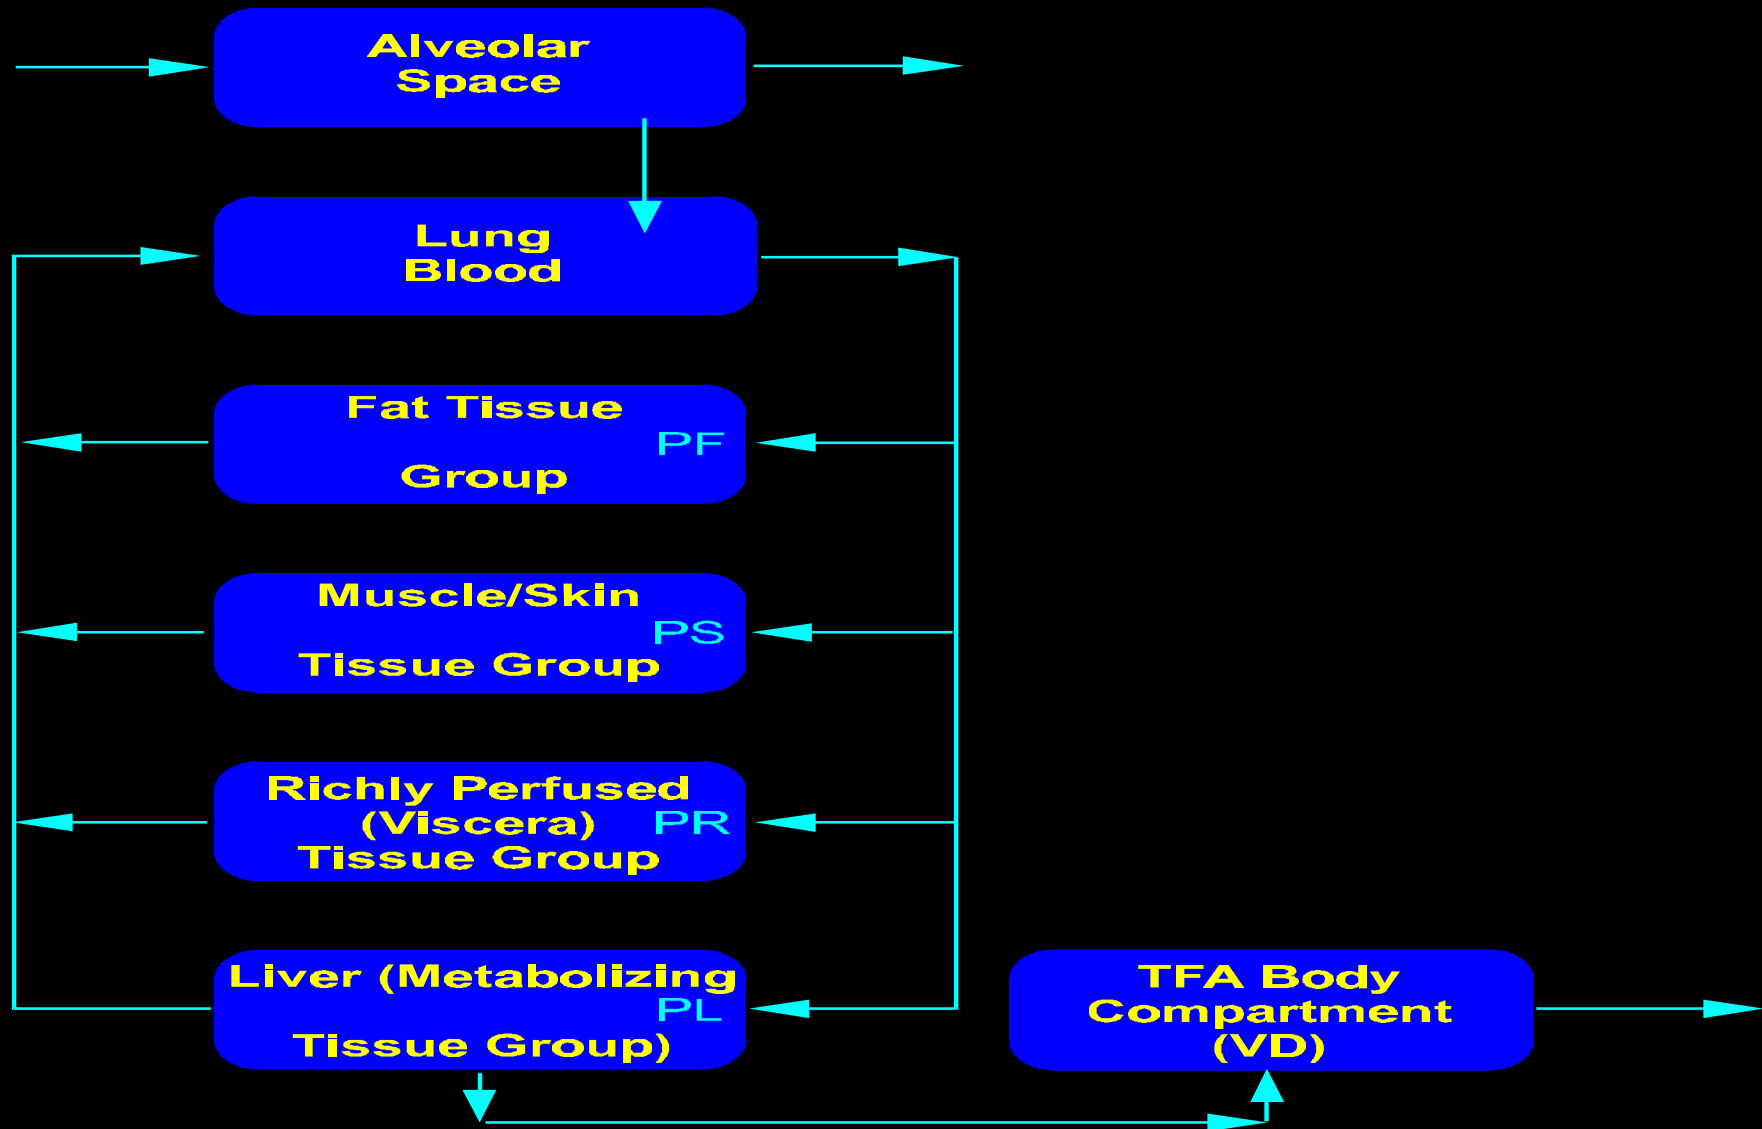 Alveolar
Space
Lung
Blood
Fat Tissue
PF
Group
Muscle/Skin
PS
Tissue Group
Richly Perfused
(Viscera) PR
Tissue Group
Liver (Metabolizing
PL
Tissue Group)
TFA Body
Compartment
(VD)